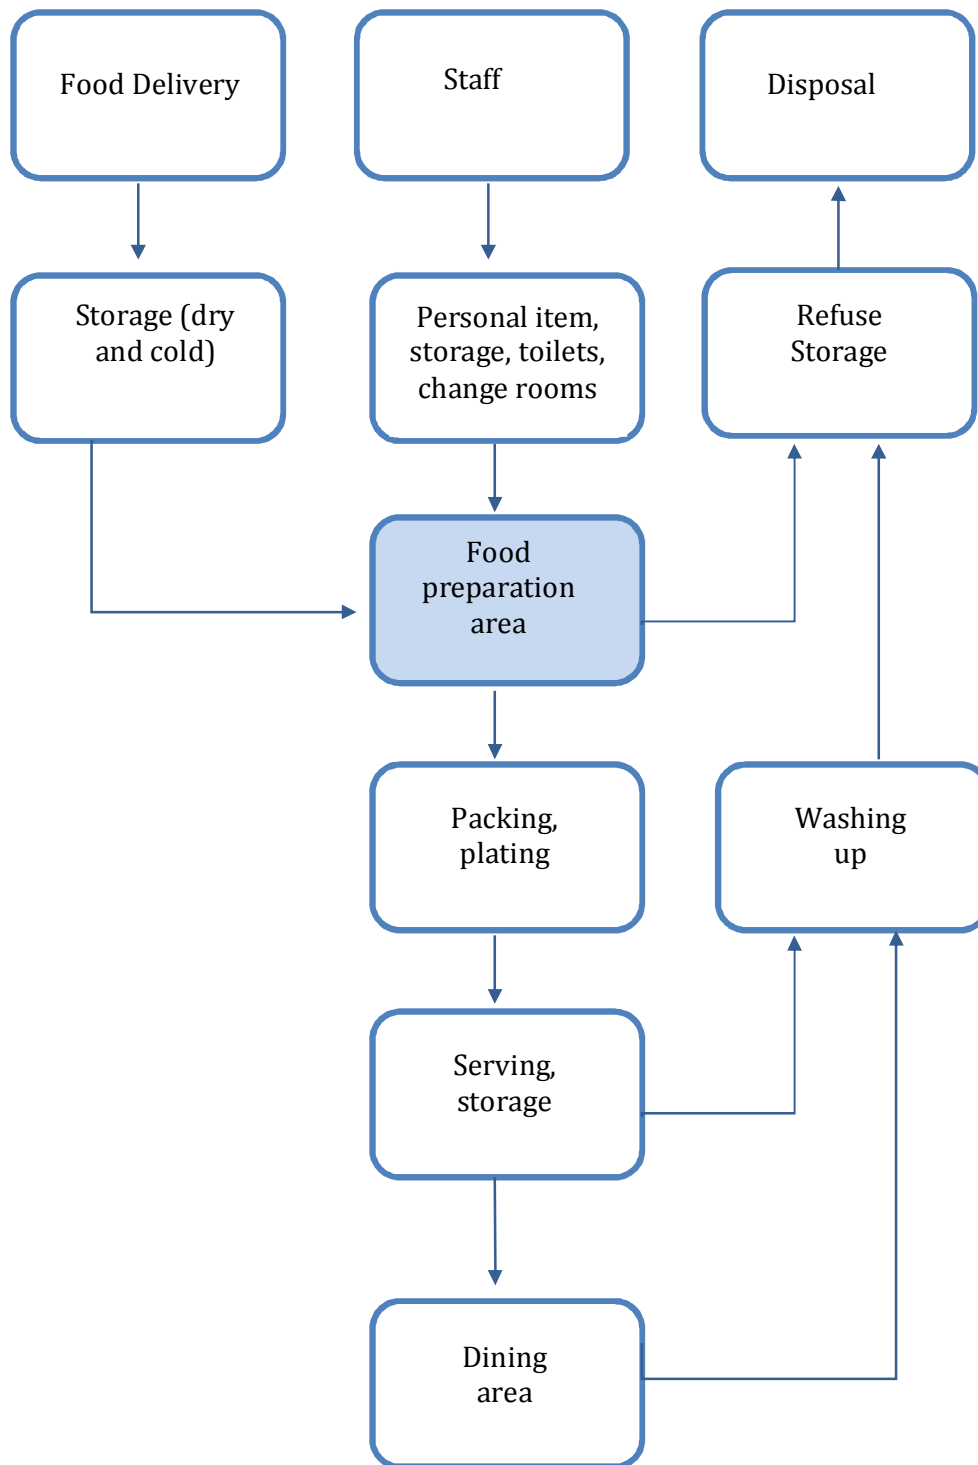 Food Delivery
Staff
Disposal
Storage (dry
and cold)
Personal item,
storage, toilets,
change rooms
Refuse
Storage
Food
preparation
area
Packing,
plating
Washing
up
Serving,
storage
Dining
area